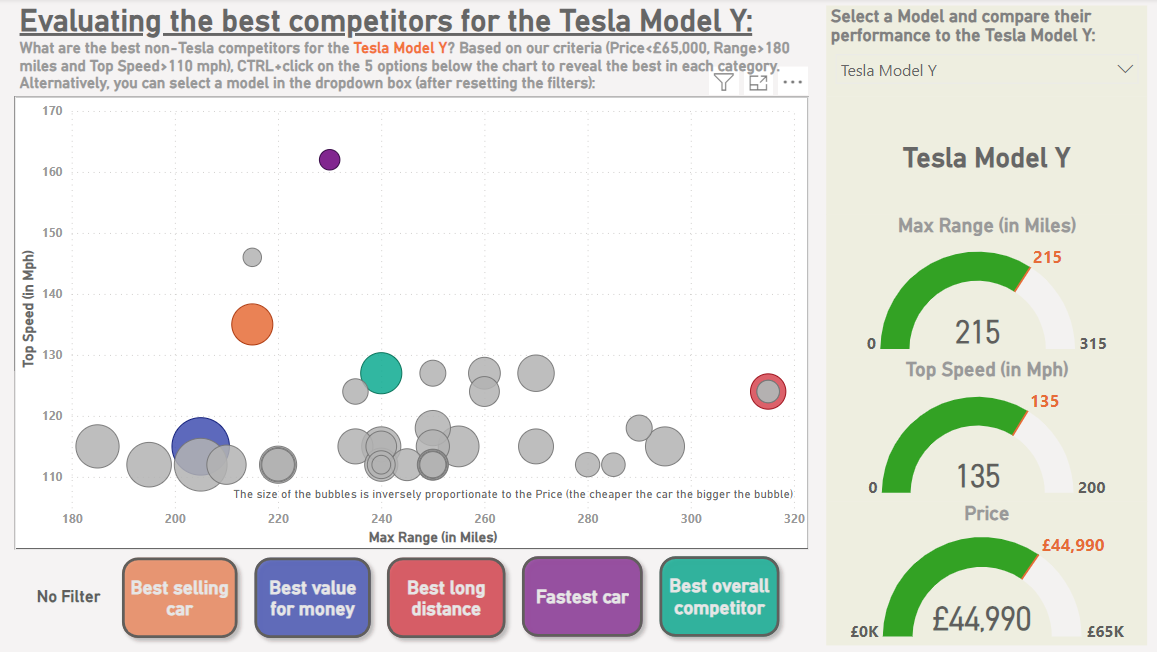 Evaluating the best competitors for the Tesla Model Y:
What are the best non-Tesla competitors for the Tesla Model Y? Based on our criteria (Price<£65,000, Range>180
miles and Top Speed>110 mph), CTRL+click on the 5 options below the chart to reveal the best in each category.
Alternatively, you can select a model in the dropdown box (after resetting the filters):
170
160
150
140
130
120
110
Top Speed (in Mph)
The size of the bubbles is inversely proportionate to the Price (the cheaper the car the bigger the bubble)
180 200 220 240 260 280 300 320
Max Range (in Miles)
No Filter
Best selling
car
Best value
for money
Best long
distance
Fastest car
Best overall
competitor
Select a Model and compare their
performance to the Tesla Model Y:
Tesla Model Y
Tesla Model Y
Max Range (in Miles)
215
215
0 315
Top Speed (in Mph)
135
135
0 200
Price
£44,990
£44,990
£0K £65K